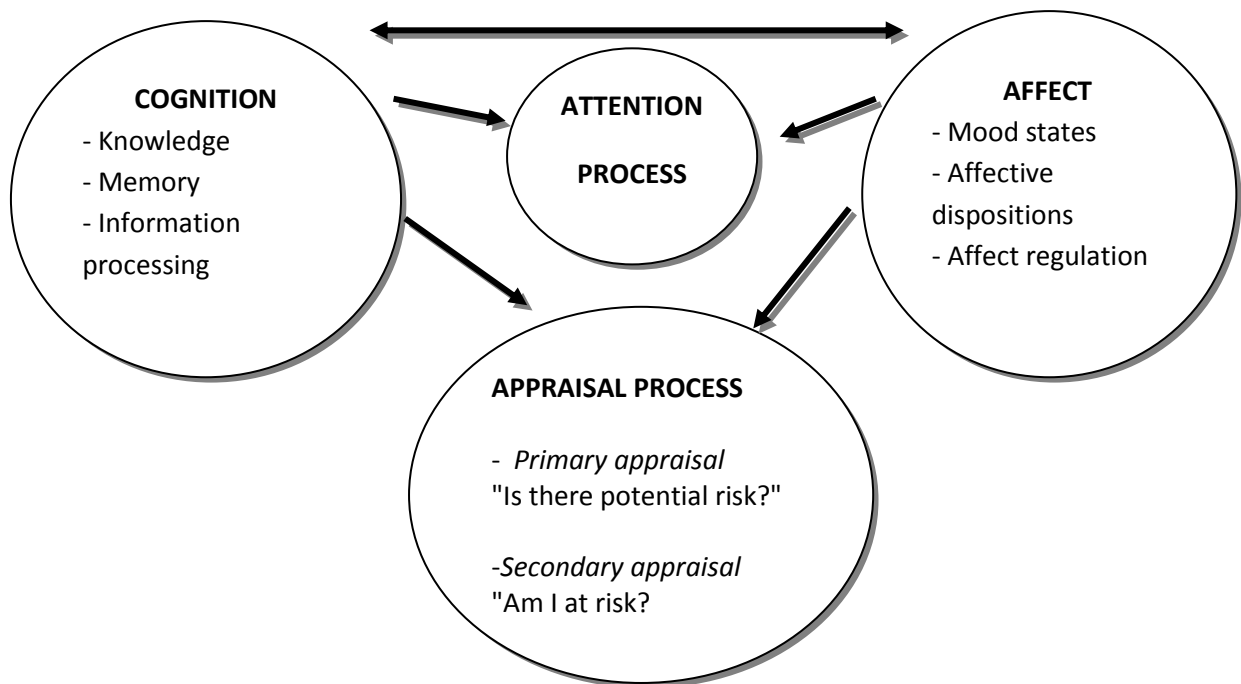 COGNITION
- Knowledge
- Memory
- Information
processing
ATTENTION
PROCESS
AFFECT
- Mood states
- Affective
dispositions
- Affect regulation
APPRAISAL PROCESS
- Primary appraisal
"Is there potential risk?"
-Secondary appraisal
"Am I at risk?